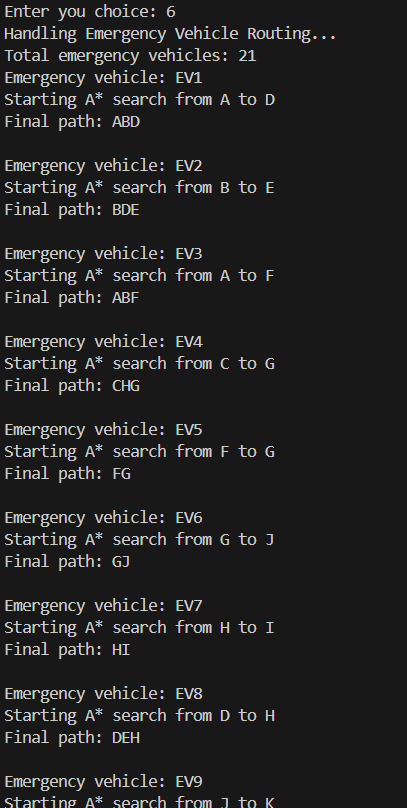 Enter you choice: 6
Handling Emergency Vehicle Routing...
Total emergency vehicles: 21
Emergency vehicle: EV1
Starting A* search from A to D
Final path: ABD
Emergency vehicle: EV2
Starting A* search from B to E
Final path: BDE
Emergency vehicle: EV3
Starting A* search from A to F
Final path: ABF
Emergency vehicle: EV4
Starting A* search from C to G
Final path: CHG
Emergency vehicle: EV5
Starting A* search from F to G
Final path: FG
Emergency vehicle: EV6
Starting A* search from G to J
Final path: GJ
Emergency vehicle: EV7
Starting A* search from H to I
Final path: HI
Emergency vehicle: EV8
Starting A* search from D to H
Final path: DEH
Emergency vehicle: EV9
Starting A* search from J to K